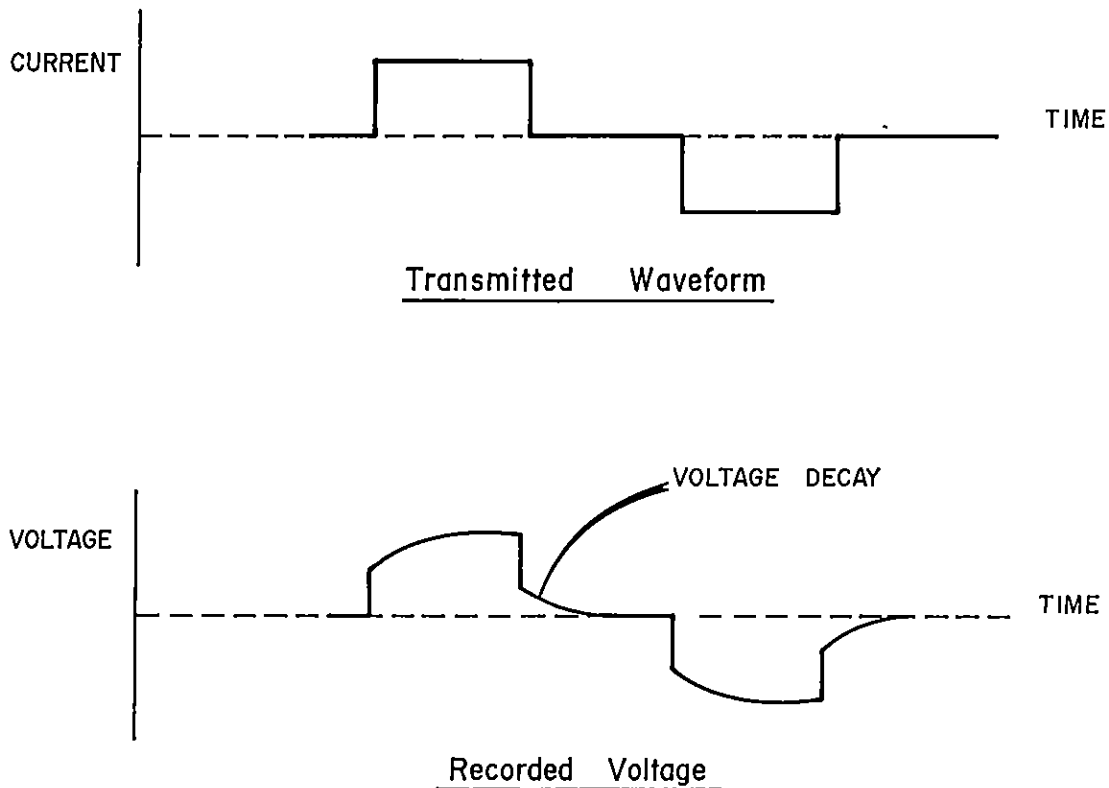 CURRENT
TIME
Transmitted Waveform
VOLTAGE DECAY
VOLTAGE
TIME
Recorded Voltage